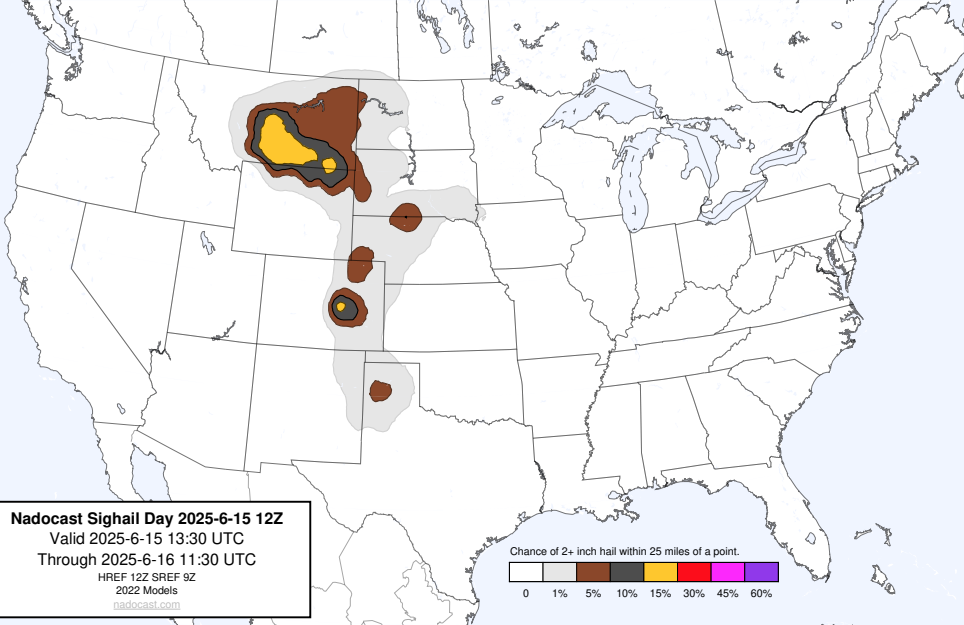 Nadocast Sighail Day 2025-6-15 12Z
Valid 2025-6-15 13:30 UTC
Through 2025-6-16 11:30 UTC
HREF 12Z SREF 9Z
2022 Models
nadocast.com
Chance of 2+ inch hail within 25 miles of a point.
0 1% 5% 10% 15% 30% 45% 60%